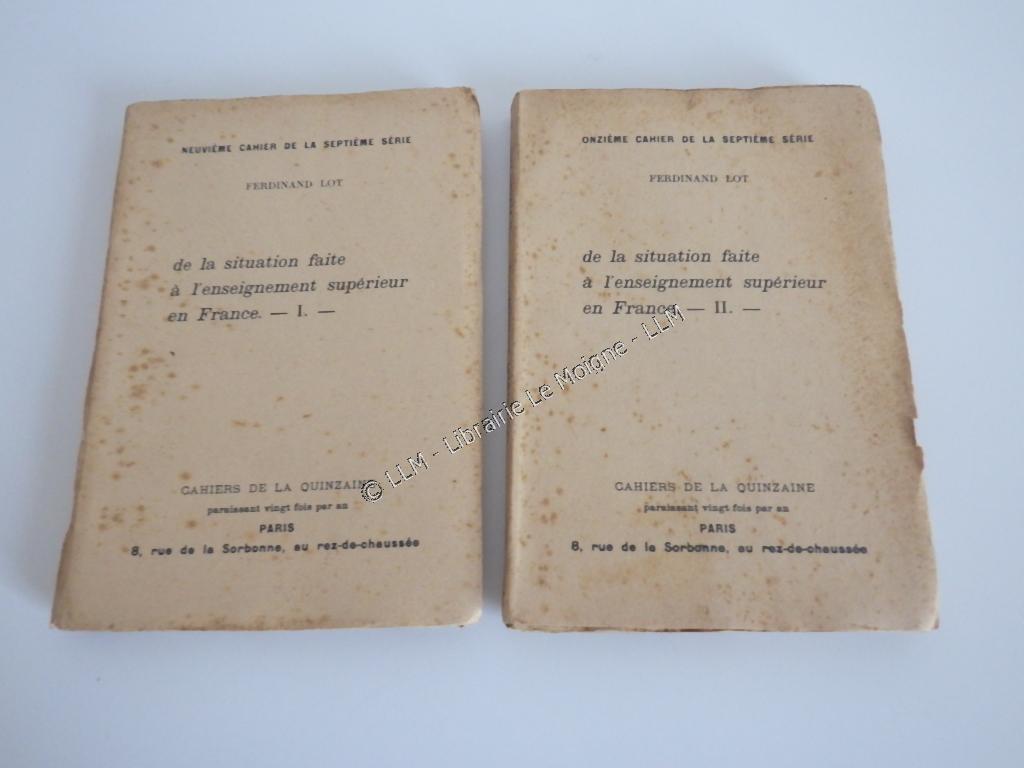 NEUVIÈME CAHIER DE LA SEPTIÈME SÉRIE
FERDINAND LOT
de la situation faite
à l'enseignement supérieur
en France. — I. —
CAHIERS DE LA QUINZAINE
paraissant vingt fois par an
PARIS
8, rue de la Sorbonne, au rez-de-chaussée
ONZIÈME CAHIER DE LA SEPTIÈME SÉRIE
FERDINAND LOT
de la situation faite
à l'enseignement supérieur
en France. — II. —
CAHIERS DE LA QUINZAINE
paraissant vingt fois par an
PARIS
8, rue de la Sorbonne, au rez-de-chaussée
© LLM - Librairie Le Moigne - LLM